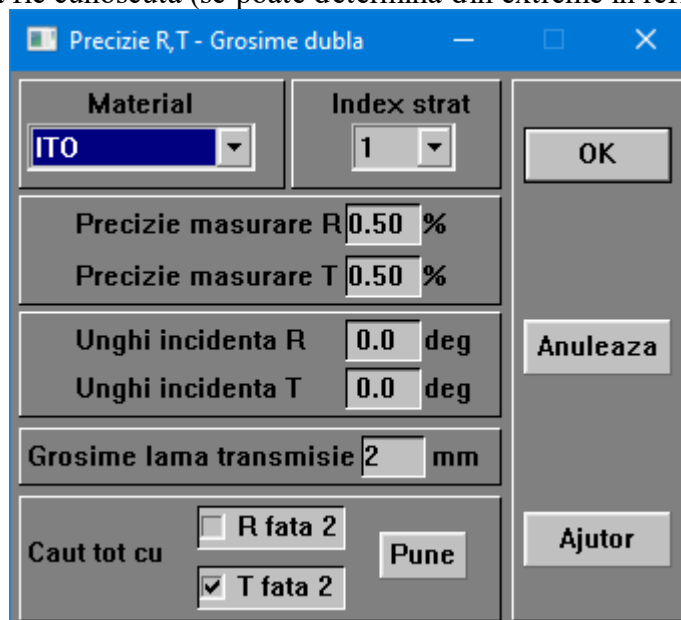 Precizie R,T - Grosime dubla
Material
ITO
Index strat
1
OK
Precizie masurare R 0.50 %
Precizie masurare T 0.50 %
Unghi incidenta R 0.0 deg
Unghi incidenta T 0.0 deg
Anuleaza
Grosime lama transmisie 2 mm
Caut tot cu
R fata 2
T fata 2
Pune
Ajutor